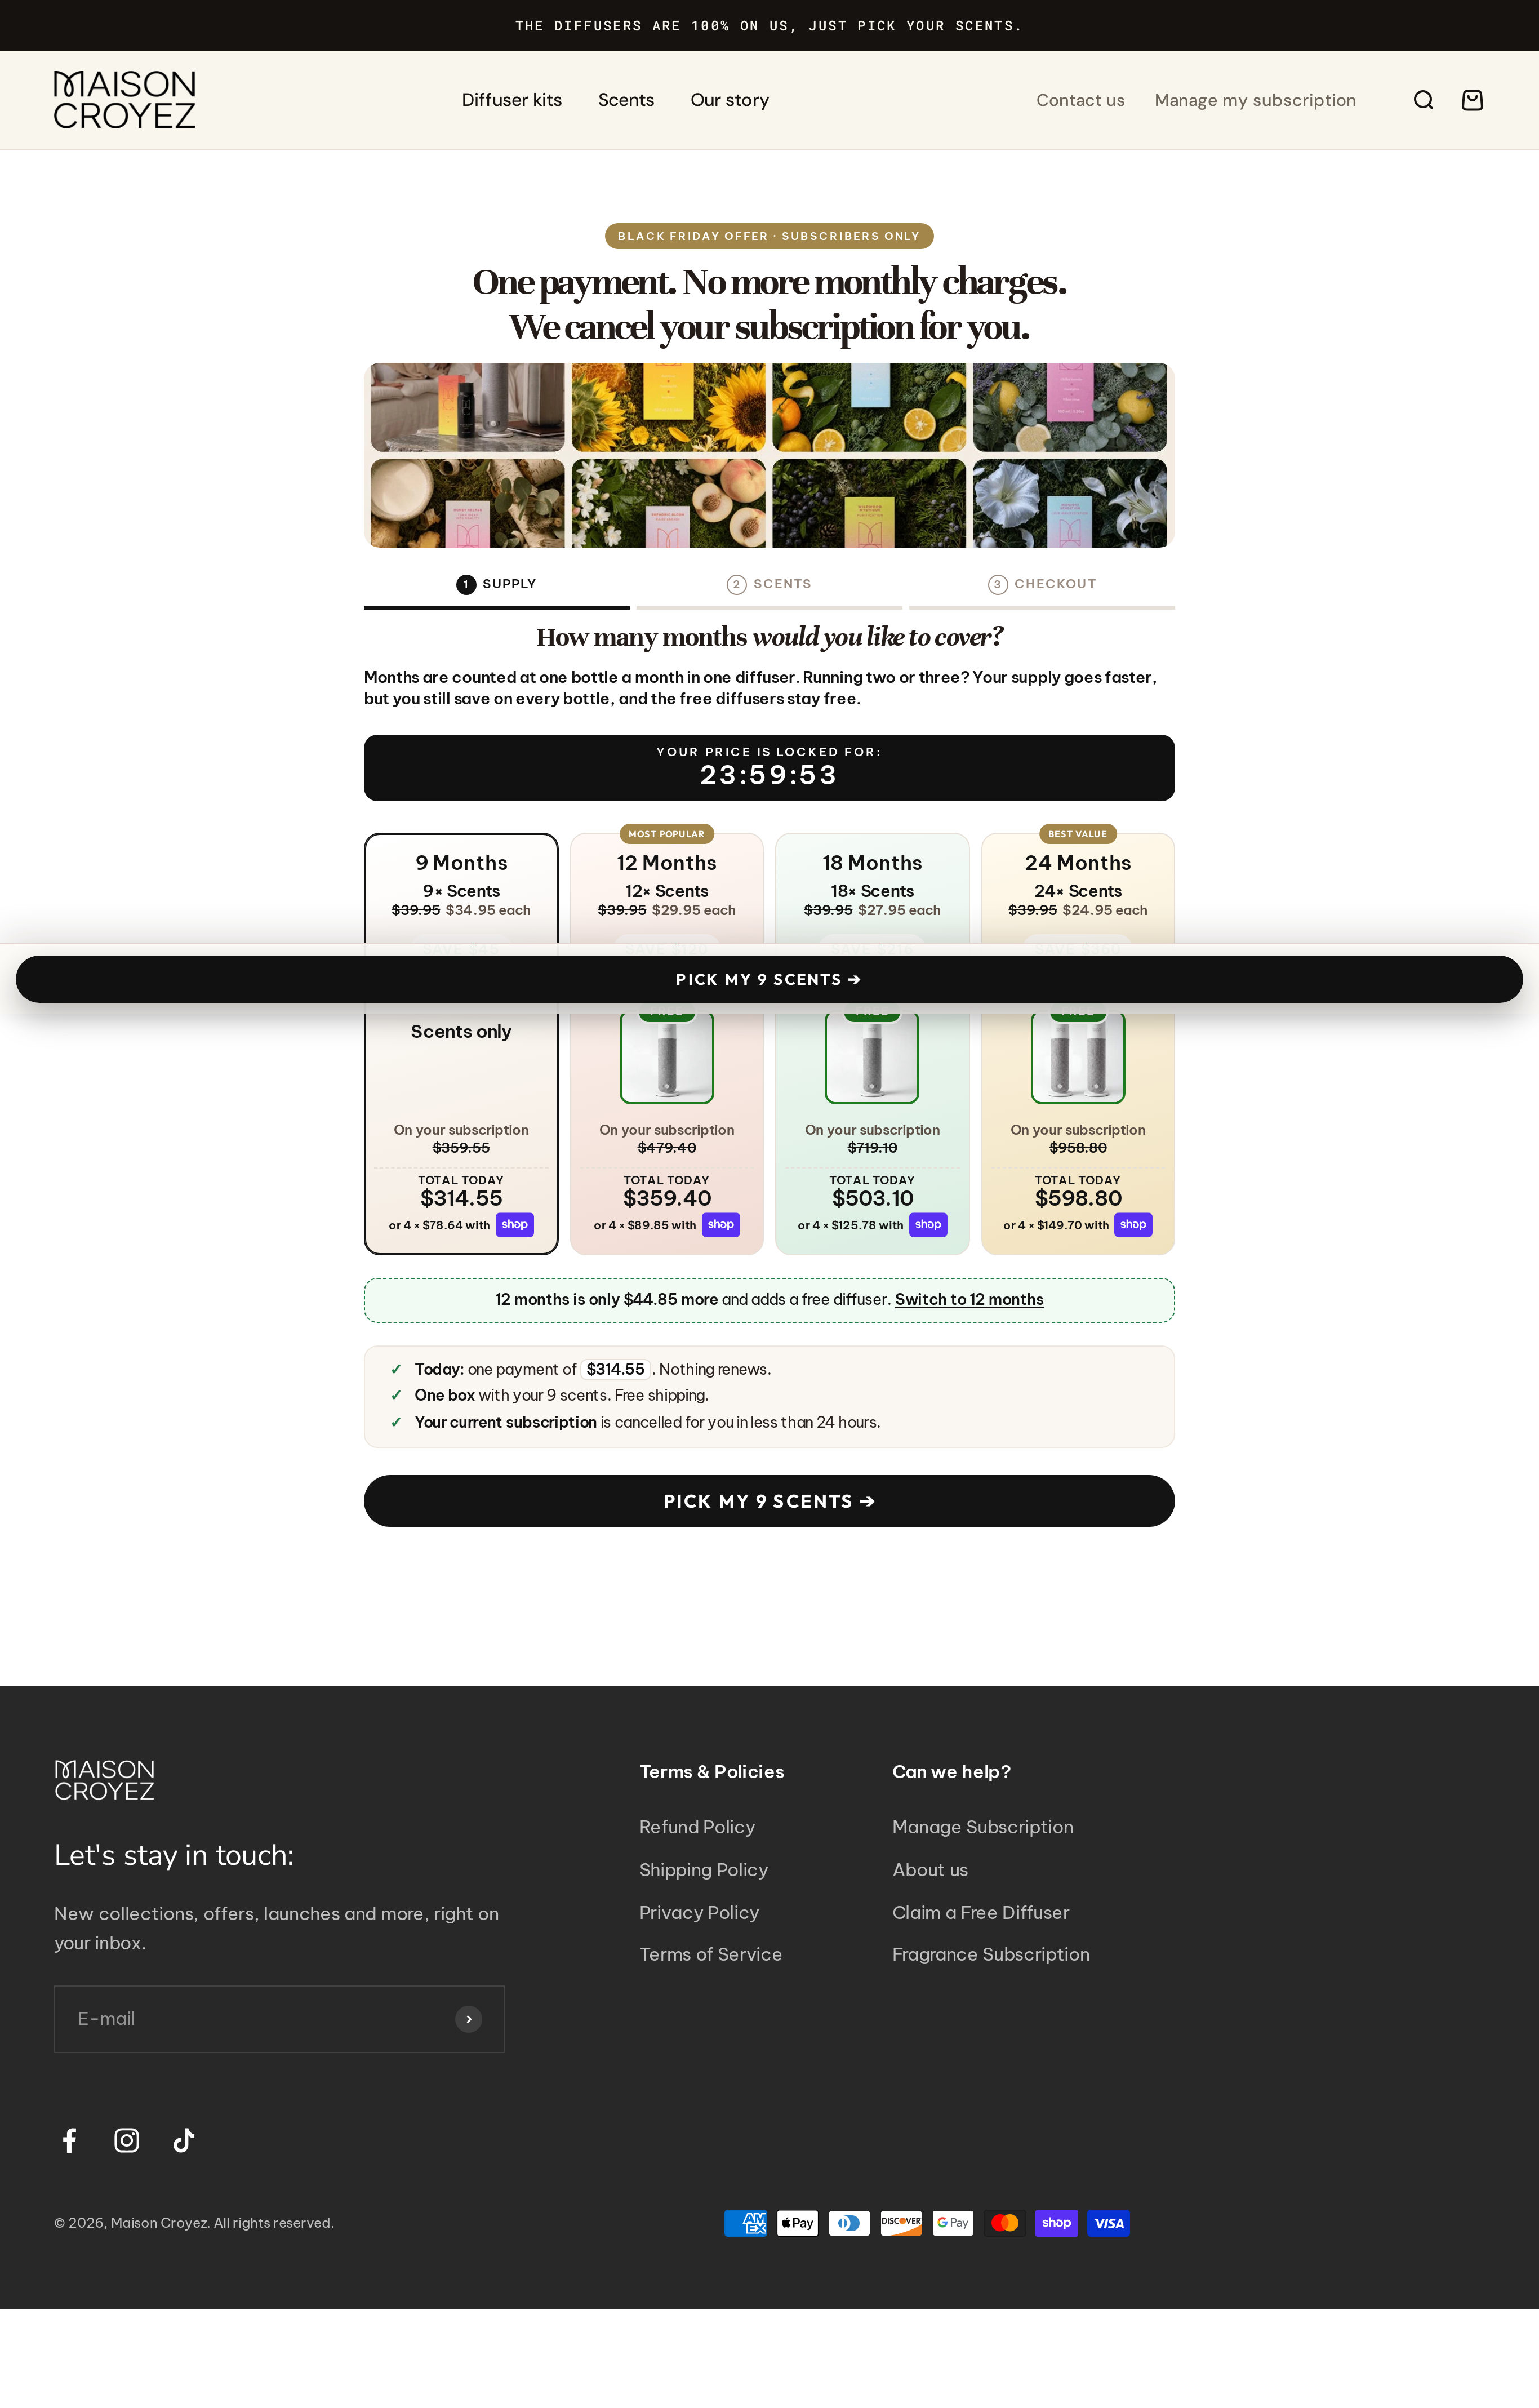 THE DIFFUSERS ARE 100% ON US, JUST PICK YOUR SCENTS.
MAISON CROYEZ
Diffuser kits
Scents
Our story
Contact us
Manage my subscription
BLACK FRIDAY OFFER · SUBSCRIBERS ONLY
One payment. No more monthly charges.
We cancel your subscription for you.
1 SUPPLY
2 SCENTS
3 CHECKOUT
How many months would you like to cover?
Months are counted at one bottle a month in one diffuser. Running two or three? Your supply goes faster,
but you still save on every bottle, and the free diffusers stay free.
YOUR PRICE IS LOCKED FOR:
23:59:53
9 Months
9× Scents
$39.95 $34.95 each
Scents only
On your subscription
$359.55
TOTAL TODAY
$314.55
or 4 × $78.64 with shop
MOST POPULAR
12 Months
12× Scents
$39.95 $29.95 each
On your subscription
$479.40
TOTAL TODAY
$359.40
or 4 × $89.85 with shop
18 Months
18× Scents
$39.95 $27.95 each
On your subscription
$719.10
TOTAL TODAY
$503.10
or 4 × $125.78 with shop
BEST VALUE
24 Months
24× Scents
$39.95 $24.95 each
On your subscription
$958.80
TOTAL TODAY
$598.80
or 4 × $149.70 with shop
PICK MY 9 SCENTS ➔
12 months is only $44.85 more and adds a free diffuser. Switch to 12 months
✓ Today: one payment of $314.55. Nothing renews.
✓ One box with your 9 scents. Free shipping.
✓ Your current subscription is cancelled for you in less than 24 hours.
PICK MY 9 SCENTS ➔
MAISON CROYEZ
Let's stay in touch:
New collections, offers, launches and more, right on
your inbox.
E-mail
Terms & Policies
Refund Policy
Shipping Policy
Privacy Policy
Terms of Service
Can we help?
Manage Subscription
About us
Claim a Free Diffuser
Fragrance Subscription
© 2026, Maison Croyez. All rights reserved.
AMEX
Pay
DISCOVER
G Pay
shop
VISA